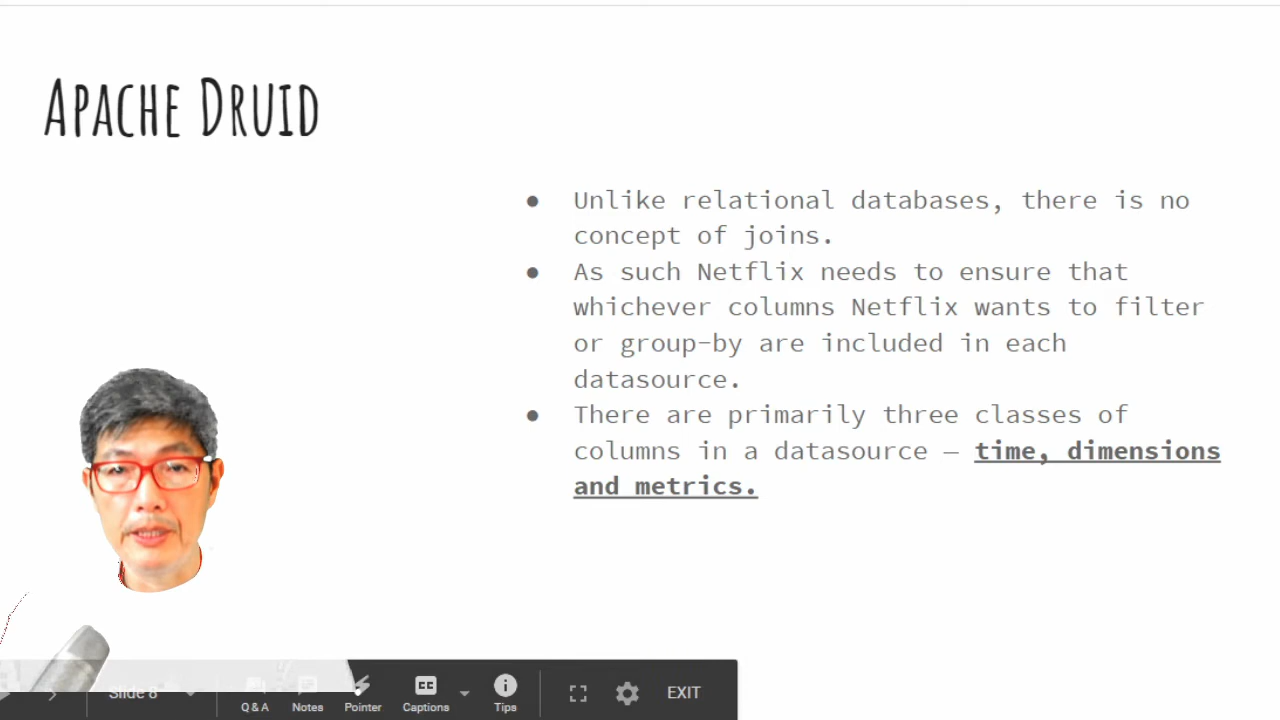 APACHE DRUID
● Unlike relational databases, there is no
concept of joins.
● As such Netflix needs to ensure that
whichever columns Netflix wants to filter
or group-by are included in each
datasource.
● There are primarily three classes of
columns in a datasource — time, dimensions
and metrics.
Slide 8
Q & A Notes Pointer Captions Tips EXIT